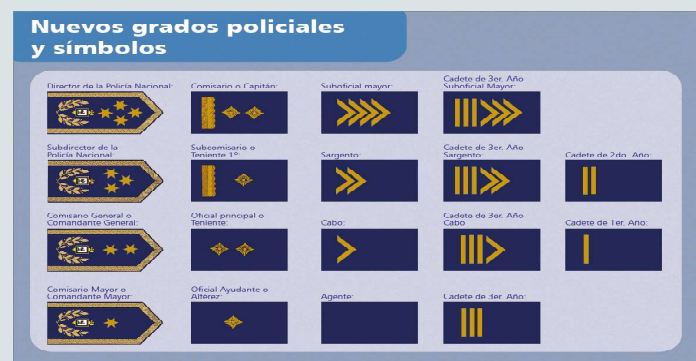 Nuevos grados policiales
y símbolos
Director de la Policía Nacional:
Comisario o Capitán:
Suboficial mayor:
Cadete de 3er. Año
Suboficial Mayor:
Subdirector de la
Policía Nacional:
Subcomisario o
Teniente 1º:
Sargento:
Cadete de 3er. Año
Sargento:
Cadete de 2do. Año:
Comisario General o
Comandante General:
Oficial principal o
Teniente:
Cabo:
Cadete de 3er. Año
Cabo
Cadete de 1er. Año:
Comisario Mayor o
Comandante Mayor:
Oficial Ayudante o
Alférez:
Agente:
Cadete de 3er. Año: